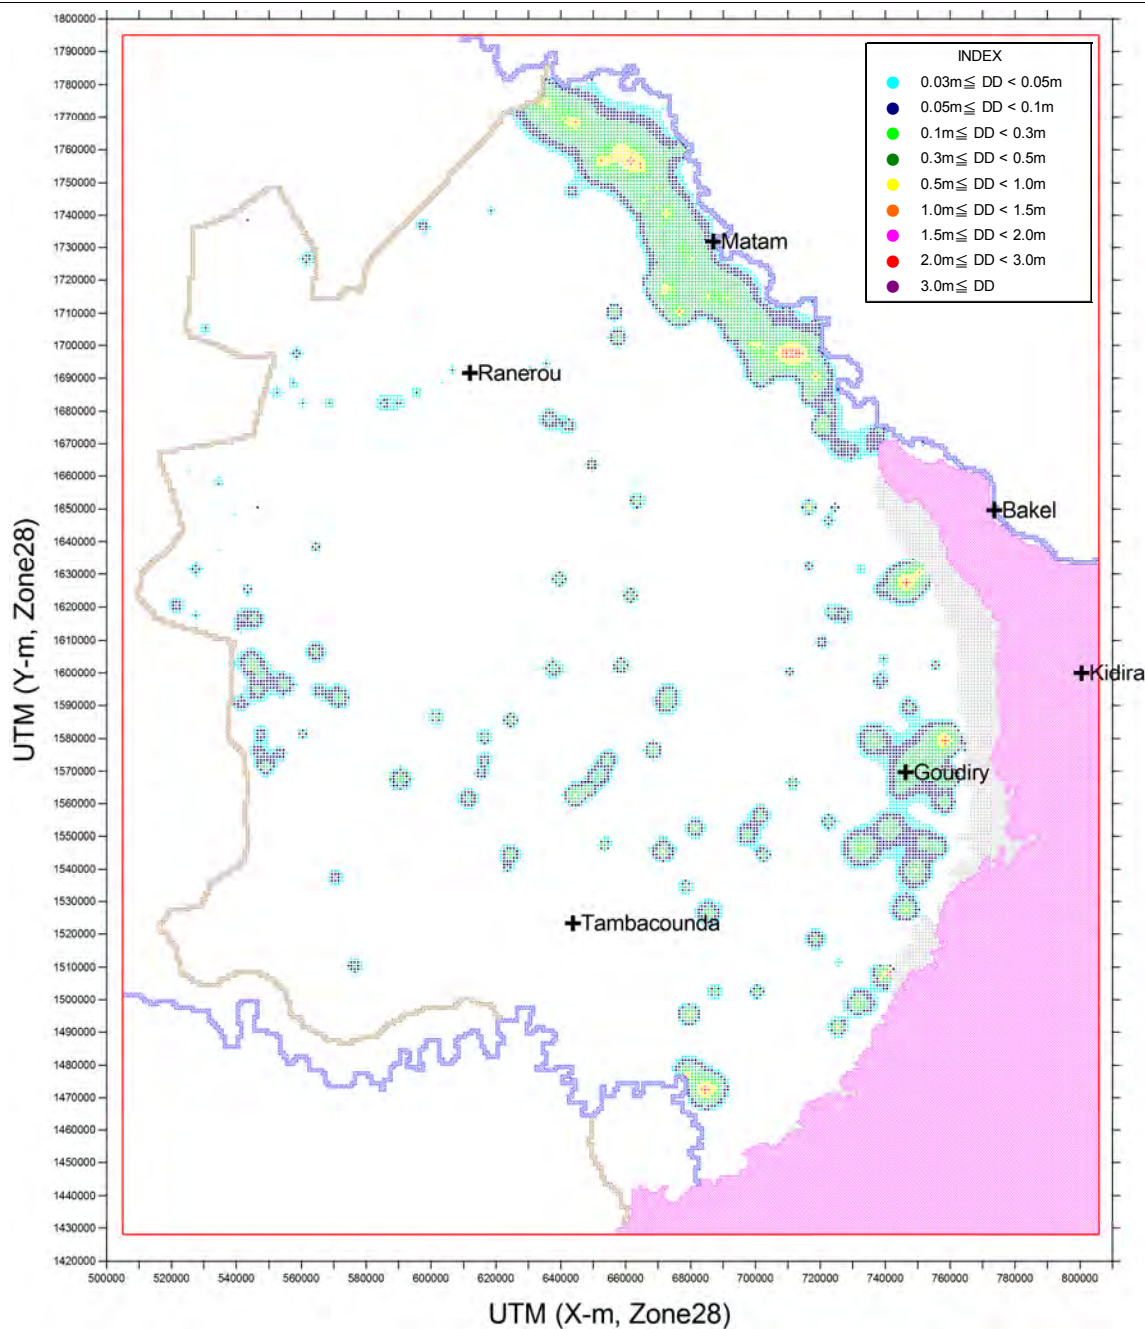 INDEX
0.03m≦ DD < 0.05m
0.05m≦ DD < 0.1m
0.1m≦ DD < 0.3m
0.3m≦ DD < 0.5m
0.5m≦ DD < 1.0m
1.0m≦ DD < 1.5m
1.5m≦ DD < 2.0m
2.0m≦ DD < 3.0m
3.0m≦ DD
Matam
Ranerou
Bakel
Kidira
Goudiry
Tambacounda
UTM (Y-m, Zone28)
1800000
1790000
1780000
1770000
1760000
1750000
1740000
1730000
1720000
1710000
1700000
1690000
1680000
1670000
1660000
1650000
1640000
1630000
1620000
1610000
1600000
1590000
1580000
1570000
1560000
1550000
1540000
1530000
1520000
1510000
1500000
1490000
1480000
1470000
1460000
1450000
1440000
1430000
1420000
500000 520000 540000 560000 580000 600000 620000 640000 660000 680000 700000 720000 740000 760000 780000 800000
UTM (X-m, Zone28)